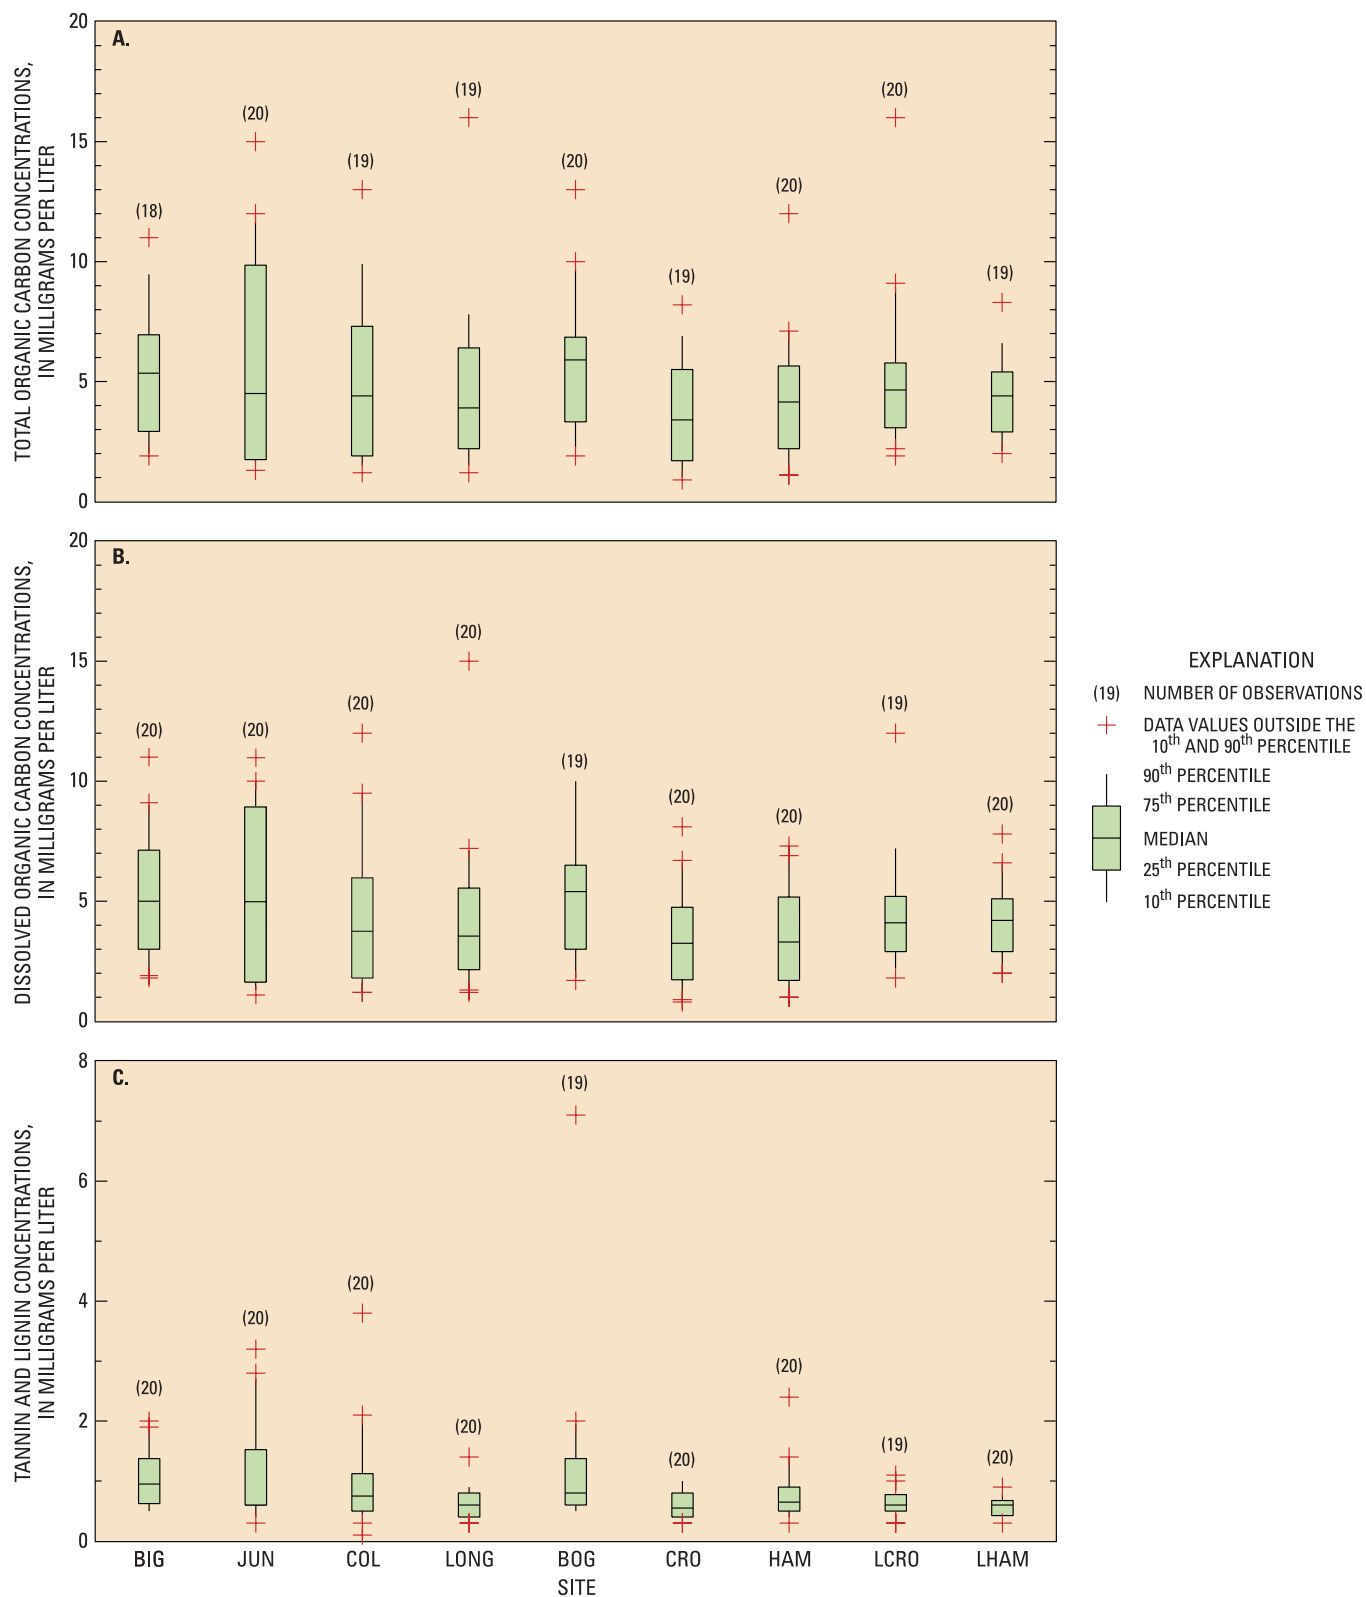 TOTAL ORGANIC CARBON CONCENTRATIONS,
IN MILLIGRAMS PER LITER
A.
20
15
10
5
0
(18)
(20)
(19)
(19)
(20)
(19)
(20)
(20)
(19)
DISSOLVED ORGANIC CARBON CONCENTRATIONS,
IN MILLIGRAMS PER LITER
B.
20
15
10
5
0
(20)
(20)
(20)
(20)
(19)
(20)
(20)
(19)
(20)
TANNIN AND LIGNIN CONCENTRATIONS,
IN MILLIGRAMS PER LITER
C.
8
6
4
2
0
(20)
(20)
(20)
(20)
(19)
(20)
(20)
(19)
(20)
BIG JUN COL LONG BOG CRO HAM LCRO LHAM
SITE
EXPLANATION
(19) NUMBER OF OBSERVATIONS
DATA VALUES OUTSIDE THE
10th AND 90th PERCENTILE
90th PERCENTILE
75th PERCENTILE
MEDIAN
25th PERCENTILE
10th PERCENTILE